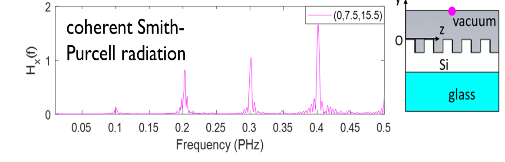 coherent Smith-
Purcell radiation
(0,7.5,15.5)
Hx(f)
2
1
0
0.05 0.1 0.15 0.2 0.25 0.3 0.35 0.4 0.45 0.5
Frequency (PHz)
Y
vacuum
O
z
Si
glass